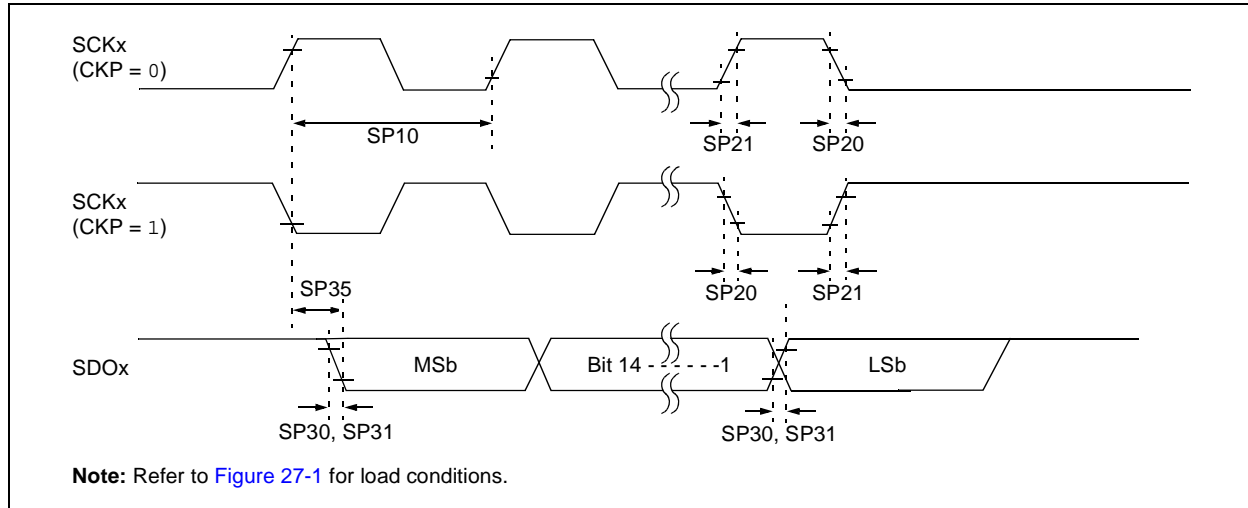 SCKx
(CKP = 0)
SP10
SP21
SP20
SCKx
(CKP = 1)
SP20
SP21
SP35
SDOx
MSb
Bit 14 - - - - - -1
LSb
SP30, SP31
SP30, SP31
Note: Refer to Figure 27-1 for load conditions.